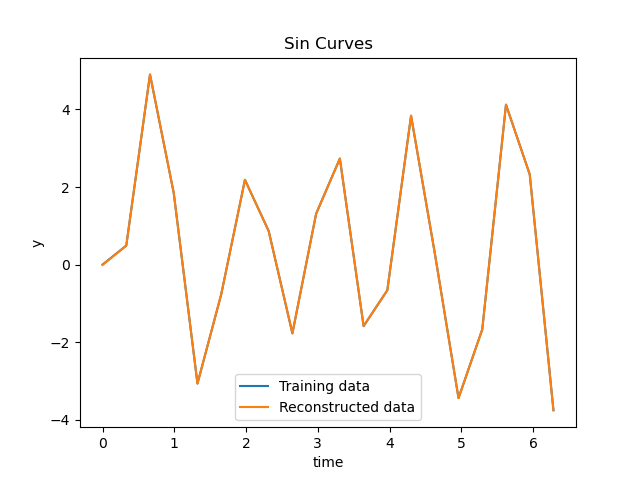 Sin Curves
4
2
0
−2
−4
y
Training data
Reconstructed data
0 1 2 3 4 5 6
time